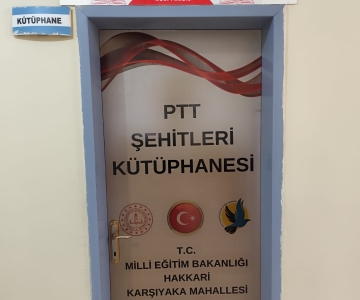 KÜTÜPHANE
PTT
ŞEHİTLERİ
KÜTÜPHANESİ
T.C.
MİLLİ EĞİTİM BAKANLIĞI
HAKKARİ
KARŞIYAKA MAHALLESİ